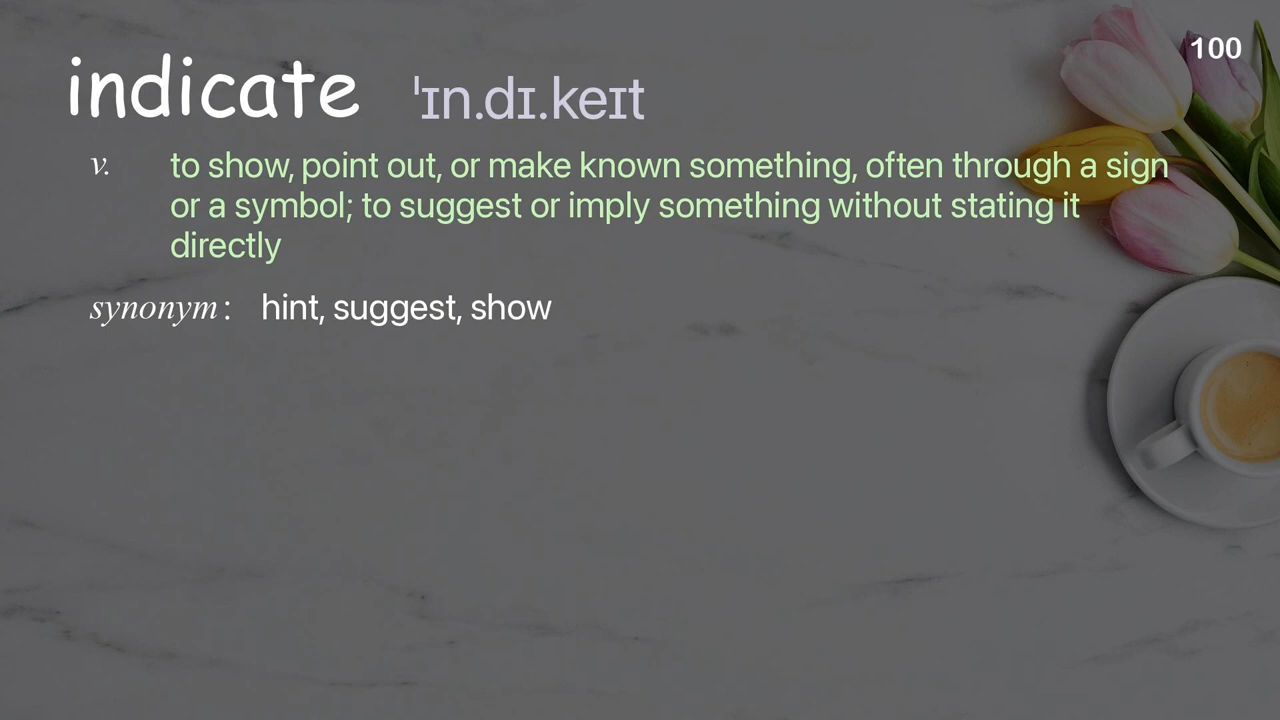 100
indicate ˈɪn.dɪ.keɪt
v. to show, point out, or make known something, often through a sign
or a symbol; to suggest or imply something without stating it
directly
synonym: hint, suggest, show